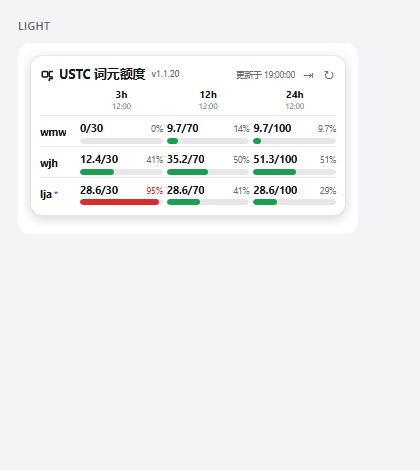 LIGHT
USTC 词元额度 v1.1.20 更新于 19:00:00
3h 12h 24h
12:00 12:00 12:00
wmw 0/30 0% 9.7/70 14% 9.7/100 9.7%
wjh 12.4/30 41% 35.2/70 50% 51.3/100 51%
lja * 28.6/30 95% 28.6/70 41% 28.6/100 29%